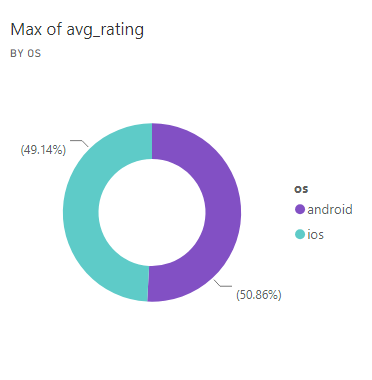 Max of avg_rating
BY OS
(49.14%)
os
android
ios
(50.86%)